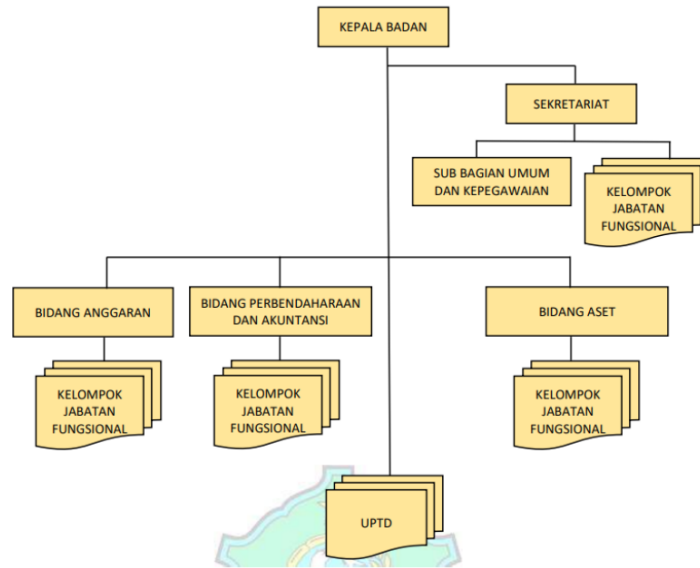 KEPALA BADAN
SEKRETARIAT
SUB BAGIAN UMUM
DAN KEPEGAWAIAN
KELOMPOK
JABATAN
FUNGSIONAL
BIDANG ANGGARAN
BIDANG PERBENDAHARAAN
DAN AKUNTANSI
BIDANG ASET
KELOMPOK
JABATAN
FUNGSIONAL
KELOMPOK
JABATAN
FUNGSIONAL
KELOMPOK
JABATAN
FUNGSIONAL
UPTD